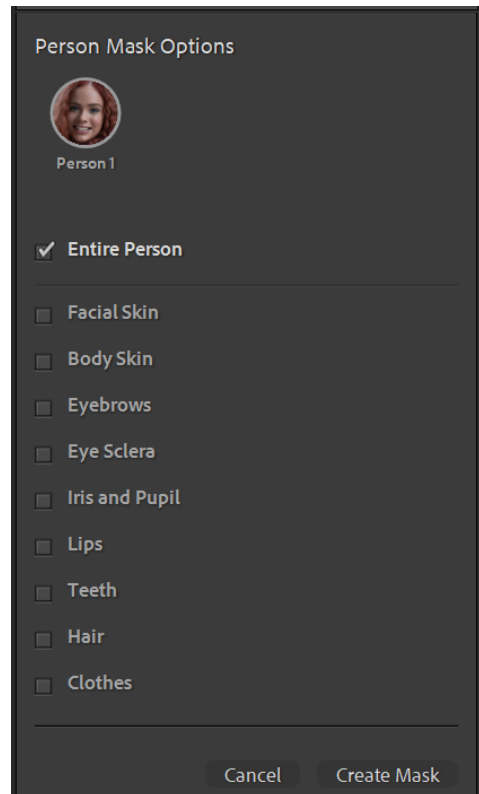 Person Mask Options
Person 1
Entire Person
Facial Skin
Body Skin
Eyebrows
Eye Sclera
Iris and Pupil
Lips
Teeth
Hair
Clothes
Cancel Create Mask